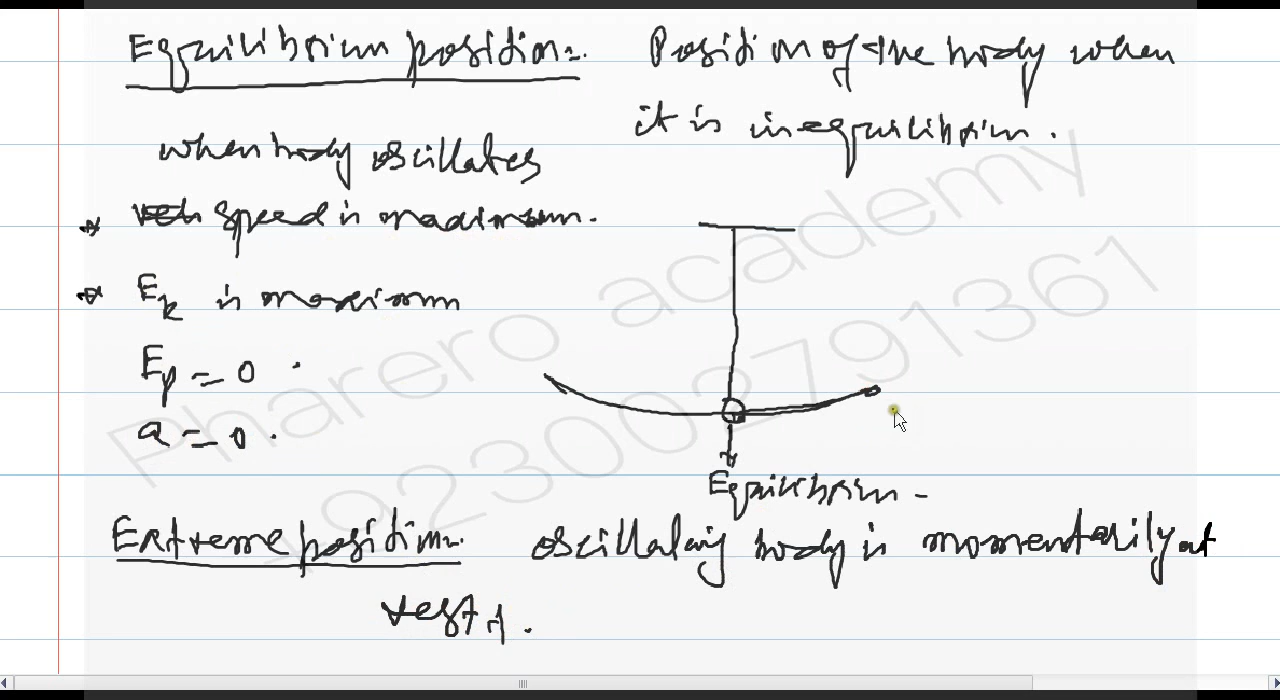 Equilibrium position:
Position of the body when
it is in equilibrium.
when body oscillates
speed is maximum.
Ek is maximum
Ep = 0
a = 0
Equilibrium
Extreme position
oscillating body is momentarily at
rest.
Pharero academy
+923002791361